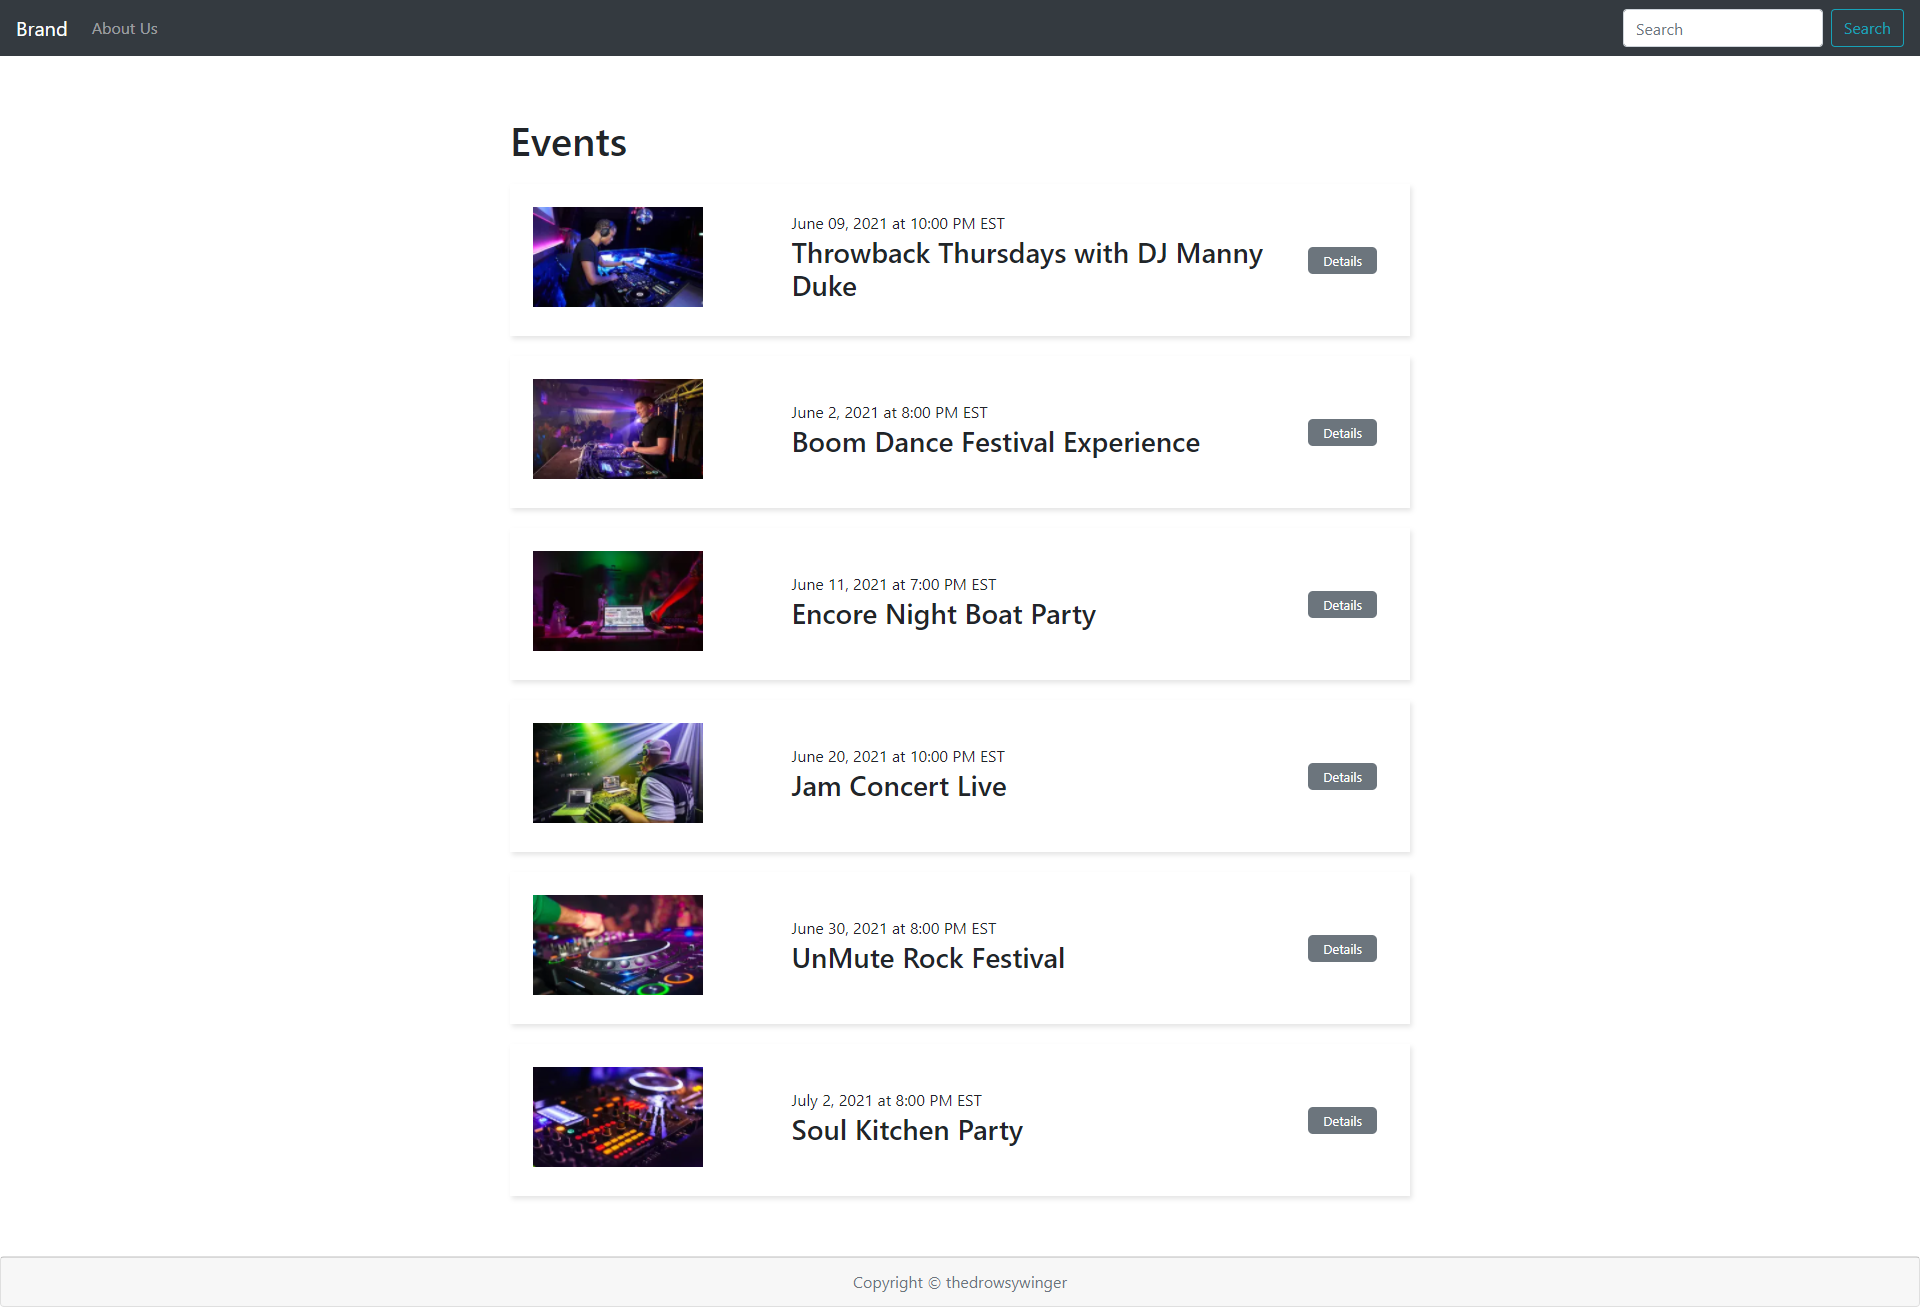 Brand About Us Search Search
Events
June 09, 2021 at 10:00 PM EST
Throwback Thursdays with DJ Manny
Duke
Details
June 2, 2021 at 8:00 PM EST
Boom Dance Festival Experience
Details
June 11, 2021 at 7:00 PM EST
Encore Night Boat Party
Details
June 20, 2021 at 10:00 PM EST
Jam Concert Live
Details
June 30, 2021 at 8:00 PM EST
UnMute Rock Festival
Details
July 2, 2021 at 8:00 PM EST
Soul Kitchen Party
Details
Copyright © thedrowsywinger